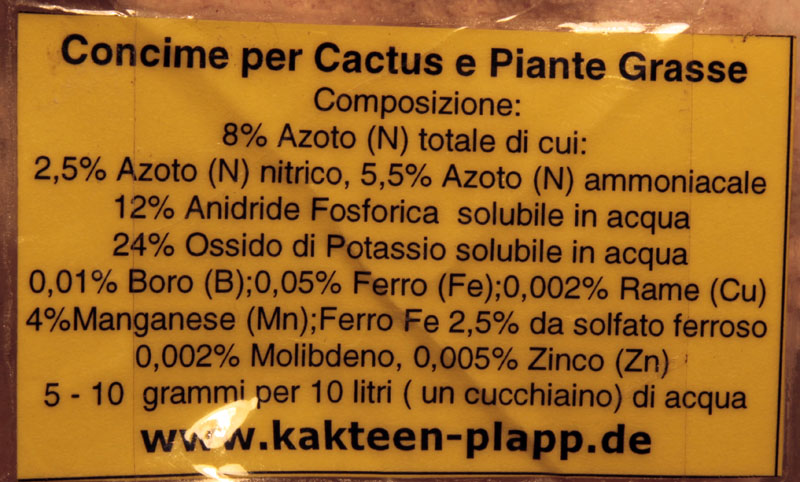 Concime per Cactus e Piante Grasse
Composizione:
8% Azoto (N) totale di cui:
2,5% Azoto (N) nitrico, 5,5% Azoto (N) ammoniacale
12% Anidride Fosforica solubile in acqua
24% Ossido di Potassio solubile in acqua
0,01% Boro (B);0,05% Ferro (Fe);0,002% Rame (Cu)
4%Manganese (Mn);Ferro Fe 2,5% da solfato ferroso
0,002% Molibdeno, 0,005% Zinco (Zn)
5 - 10 grammi per 10 litri ( un cucchiaino) di acqua
www.kakteen-plapp.de